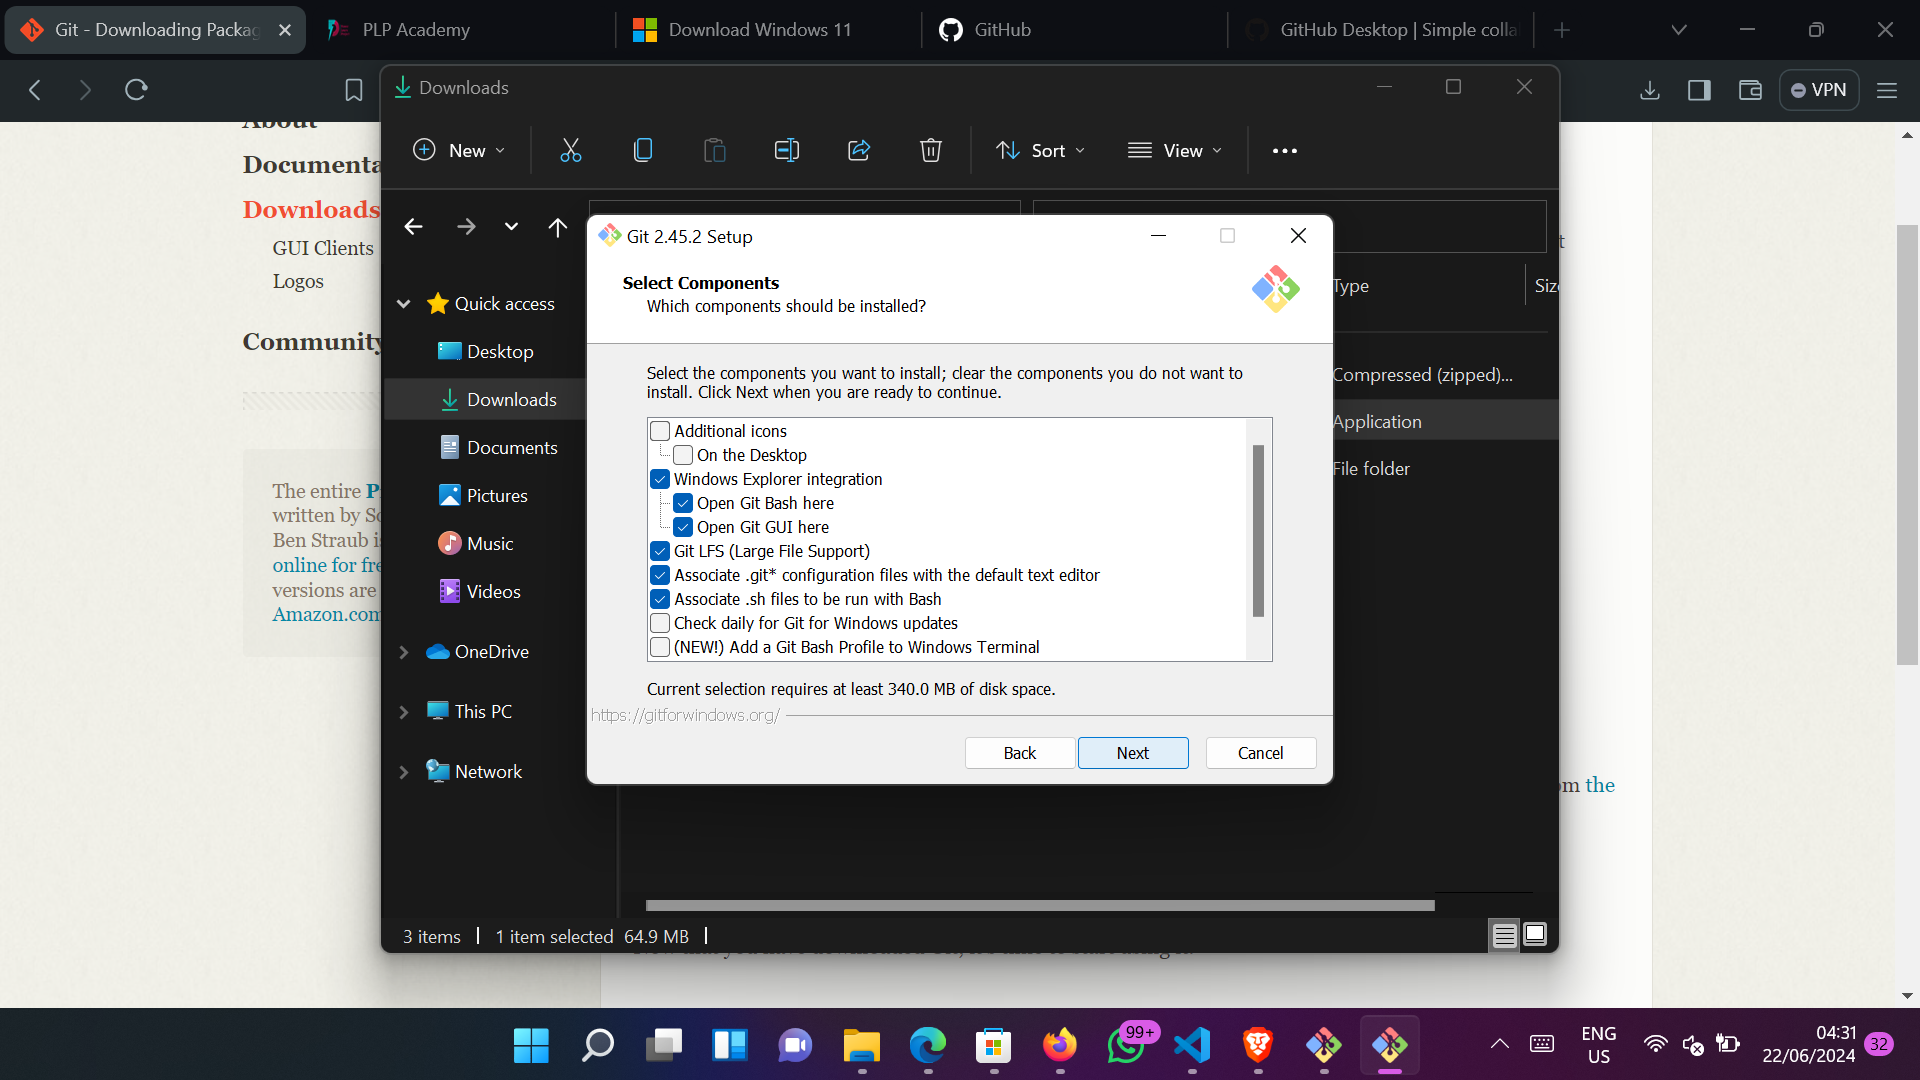 Git - Downloading Packag
PLP Academy
Download Windows 11
GitHub
GitHub Desktop | Simple colla
VPN
About
Documenta
Downloads
GUI Clients
Logos
Community
The entire P
written by Sc
Ben Straub i
online for fre
versions are
Amazon.com
Downloads
New
Sort
View
Quick access
Desktop
Downloads
Documents
Pictures
Music
Videos
OneDrive
This PC
Network
Type
Size
Compressed (zipped)...
Application
File folder
Git 2.45.2 Setup
Select Components
Which components should be installed?
Select the components you want to install; clear the components you do not want to
install. Click Next when you are ready to continue.
Additional icons
On the Desktop
Windows Explorer integration
Open Git Bash here
Open Git GUI here
Git LFS (Large File Support)
Associate .git* configuration files with the default text editor
Associate .sh files to be run with Bash
Check daily for Git for Windows updates
(NEW!) Add a Git Bash Profile to Windows Terminal
Current selection requires at least 340.0 MB of disk space.
https://gitforwindows.org/
Back
Next
Cancel
t
om the
3 items
1 item selected 64.9 MB
99+
ENG
US
04:31
22/06/2024
32